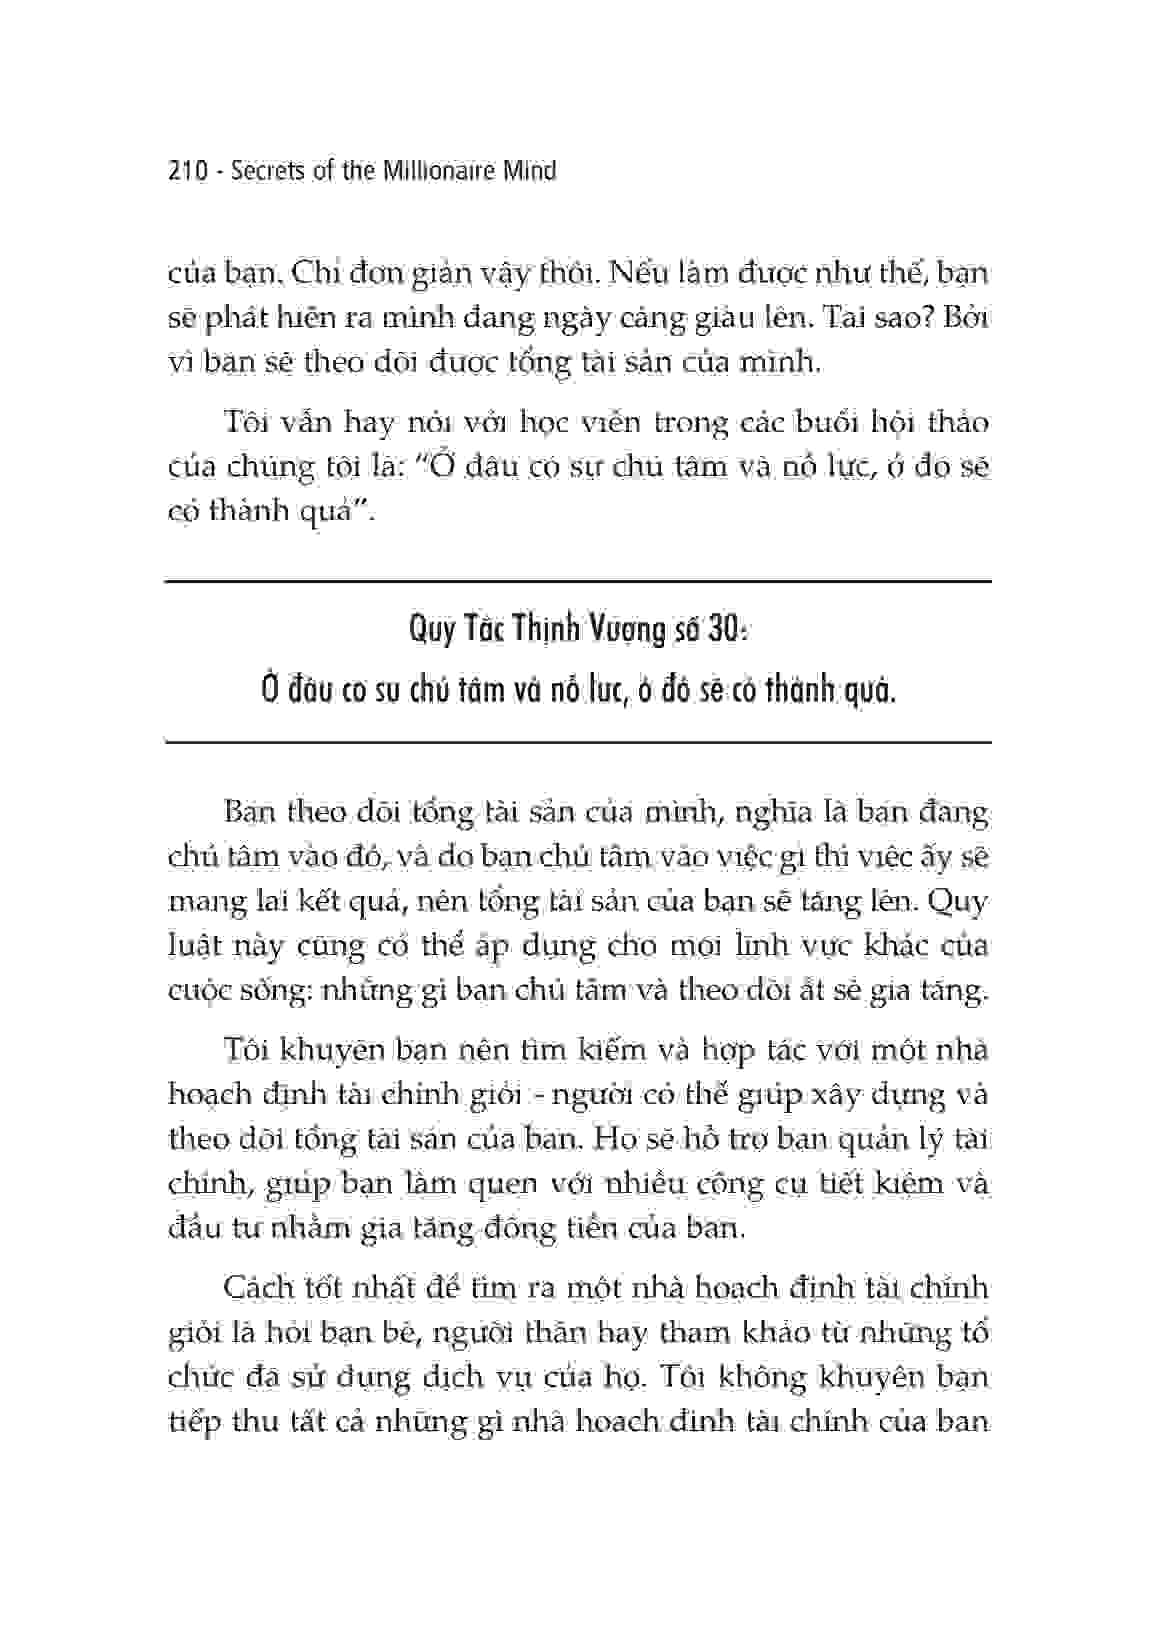 210 - Secrets of the Millionaire Mind
của bạn. Chỉ đơn giản vậy thôi. Nếu làm được như thế, bạn
sẽ phát hiện ra mình đang ngày càng giàu lên. Tại sao? Bởi
vì bạn sẽ theo dõi được tổng tài sản của mình.
Tôi vẫn hay nói với học viên trong các buổi hội thảo
của chúng tôi là: “Ở đâu có sự chú tâm và nỗ lực, ở đó sẽ
có thành quả”.
Quy Tắc Thịnh Vượng số 30:
Ở đâu có sự chú tâm và nỗ lực, ở đó sẽ có thành quả.
Bạn theo dõi tổng tài sản của mình, nghĩa là bạn đang
chú tâm vào đó, và do bạn chú tâm vào việc gì thì việc ấy sẽ
mang lại kết quả, nên tổng tài sản của bạn sẽ tăng lên. Quy
luật này cũng có thể áp dụng cho mọi lĩnh vực khác của
cuộc sống: những gì bạn chú tâm và theo dõi ắt sẽ gia tăng.
Tôi khuyên bạn nên tìm kiếm và hợp tác với một nhà
hoạch định tài chính giỏi - người có thể giúp xây dựng và
theo dõi tổng tài sản của bạn. Họ sẽ hỗ trợ bạn quản lý tài
chính, giúp bạn làm quen với nhiều công cụ tiết kiệm và
đầu tư nhằm gia tăng đồng tiền của bạn.
Cách tốt nhất để tìm ra một nhà hoạch định tài chính
giỏi là hỏi bạn bè, người thân hay tham khảo từ những tổ
chức đã sử dụng dịch vụ của họ. Tôi không khuyên bạn
tiếp thu tất cả những gì nhà hoạch định tài chính của bạn